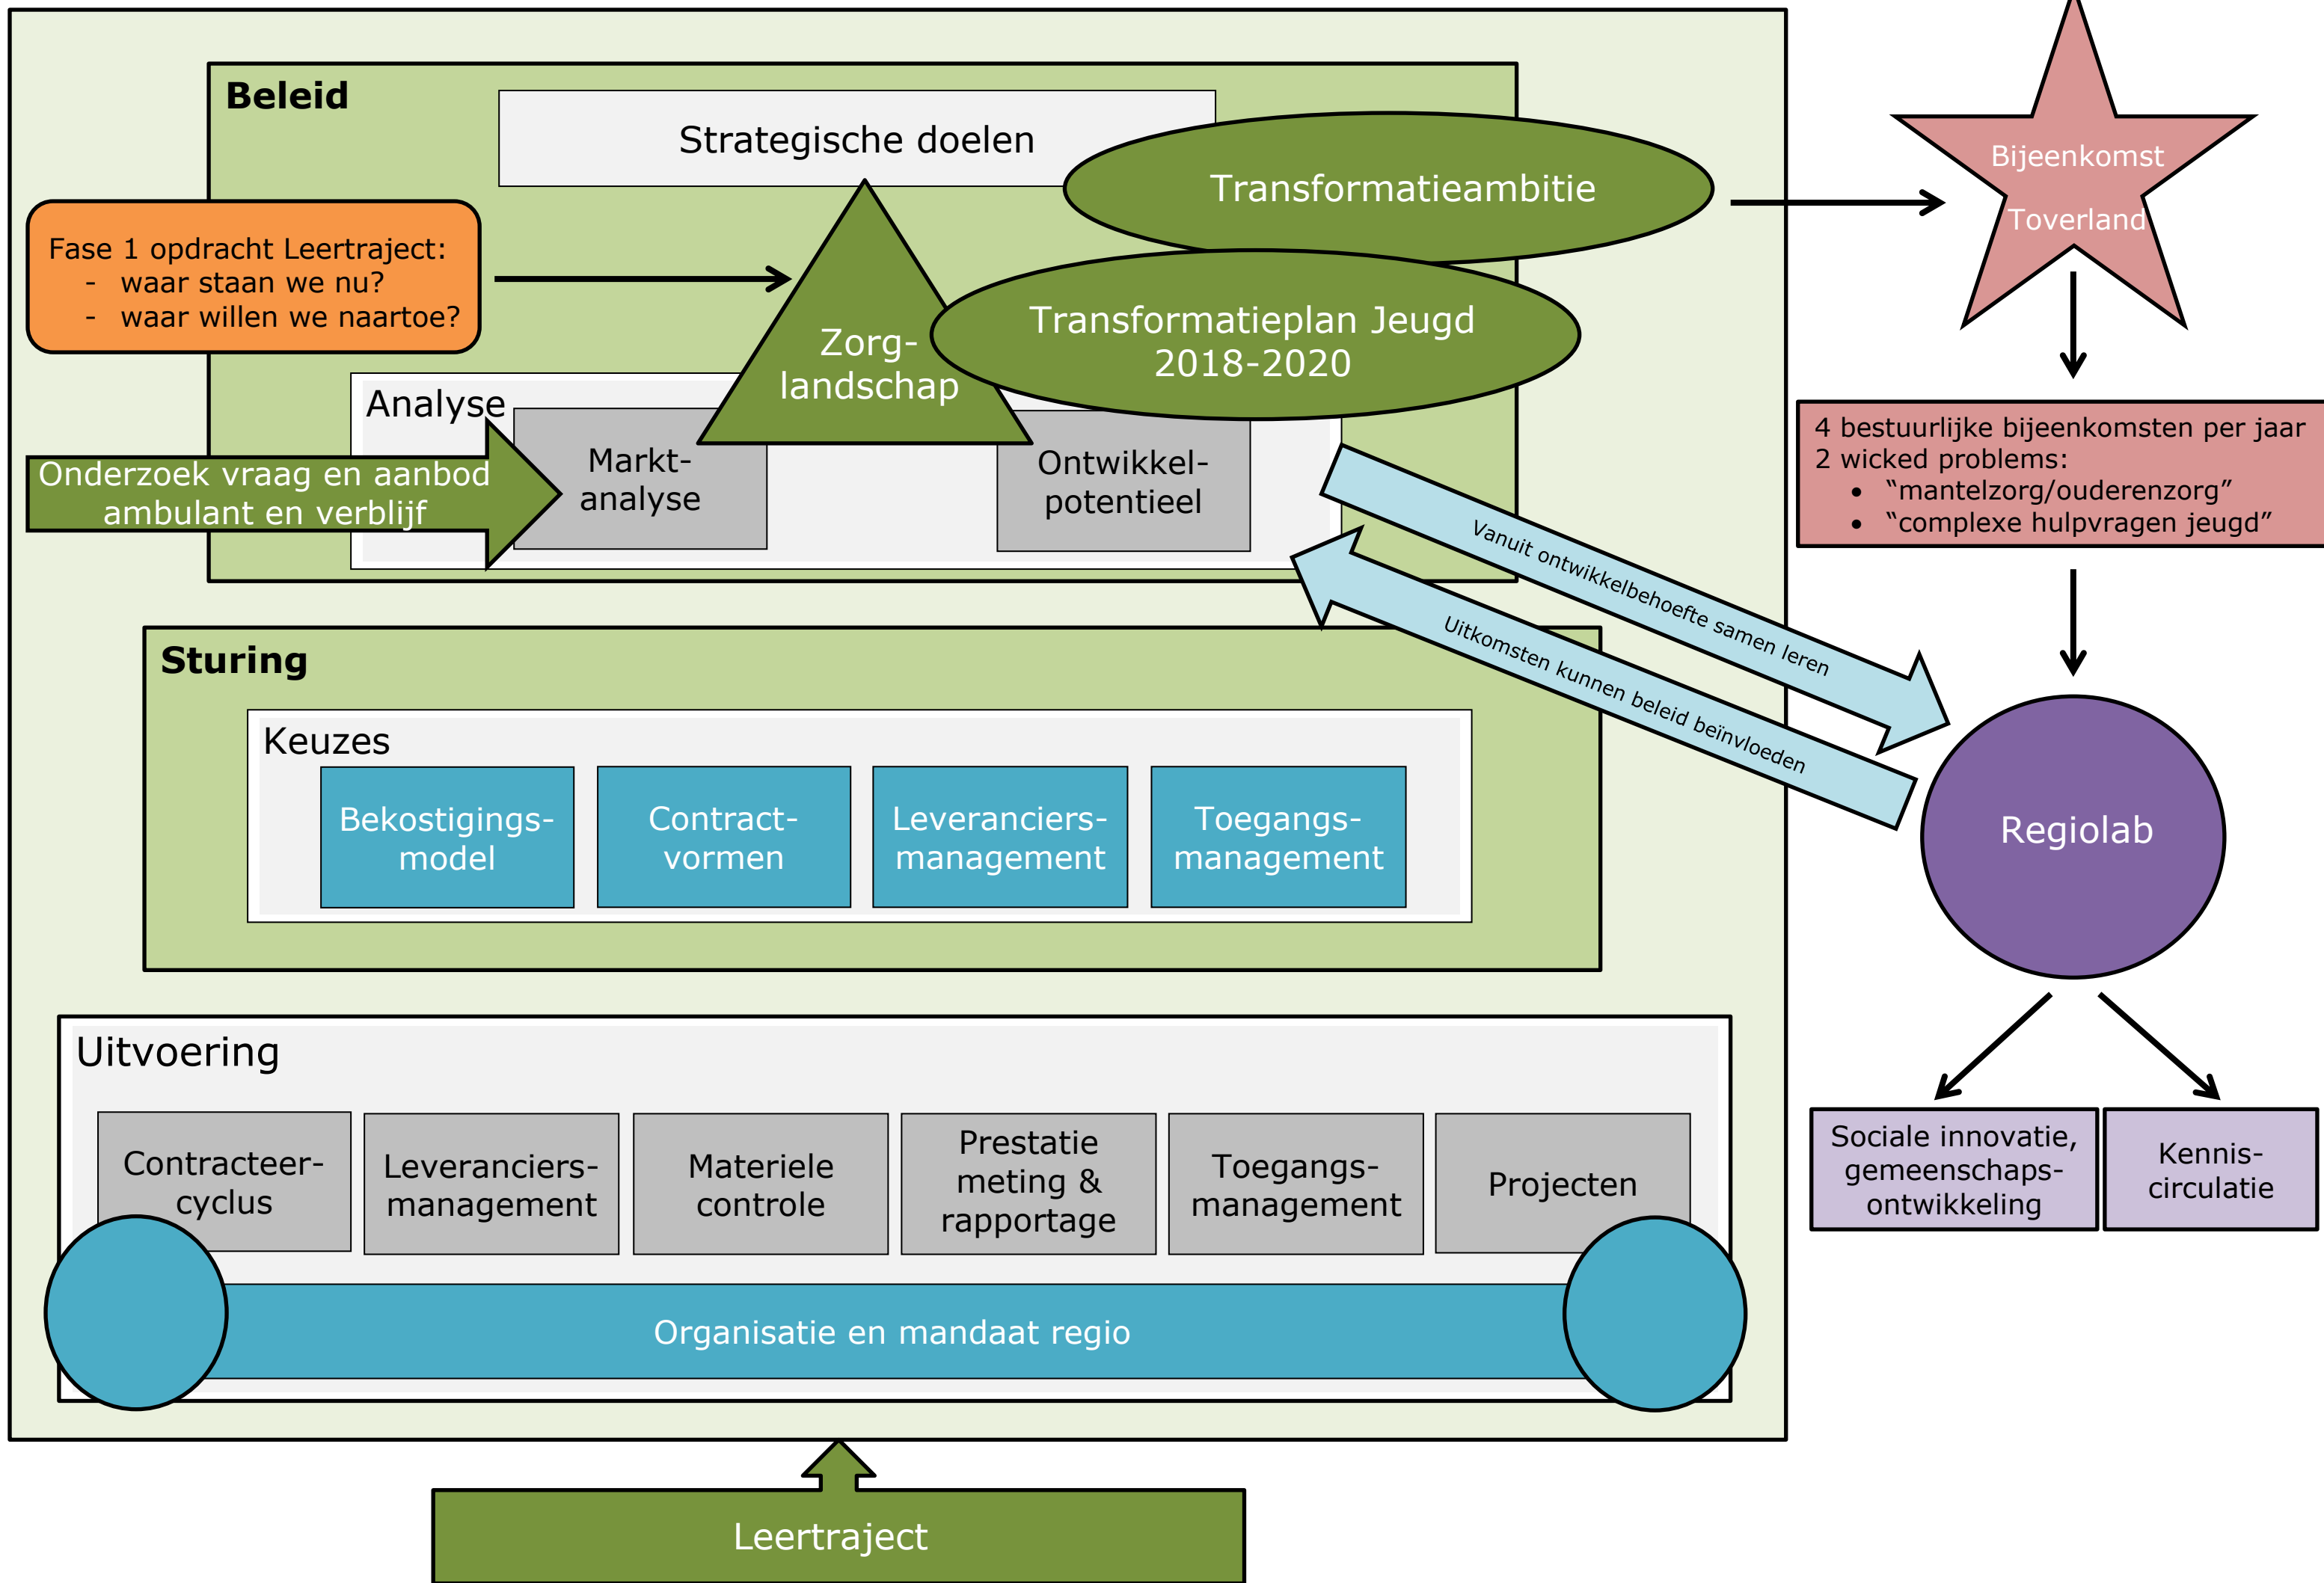 Beleid
Strategische doelen
Transformatieambitie
Fase 1 opdracht Leertraject:
- waar staan we nu?
- waar willen we naartoe?
Zorg-
landschap
Transformatieplan Jeugd
2018-2020
Analyse
Markt-
analyse
Ontwikkel-
potentieel
Onderzoek vraag en aanbod
ambulant en verblijf
Vanuit ontwikkelbehoefte samen leren
Uitkomsten kunnen beleid beïnvloeden
Sturing
Keuzes
Bekostigings-
model
Contract-
vormen
Leveranciers-
management
Toegangs-
management
Uitvoering
Contracteer-
cyclus
Leveranciers-
management
Materiele
controle
Prestatie
meting &
rapportage
Toegangs-
management
Projecten
Organisatie en mandaat regio
Leertraject
Bijeenkomst
Toverland
4 bestuurlijke bijeenkomsten per jaar
2 wicked problems:
• “mantelzorg/ouderenzorg”
• “complexe hulpvragen jeugd”
Regiolab
Sociale innovatie,
gemeenschaps-
ontwikkeling
Kennis-
circulatie